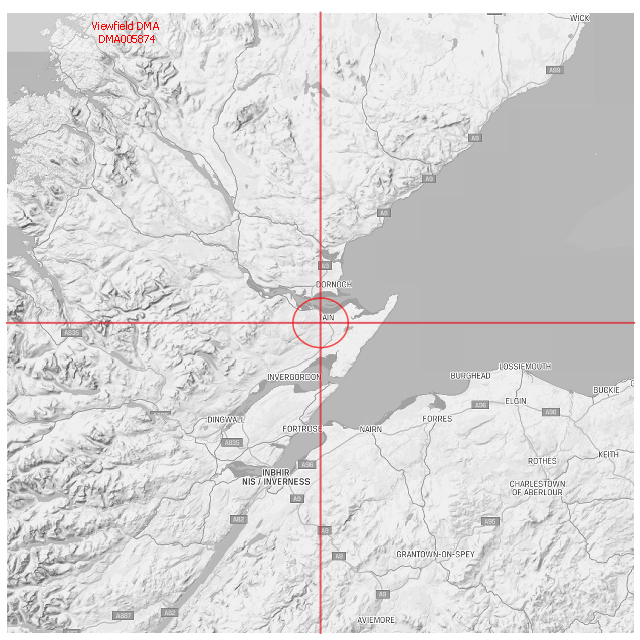 Viewfield DMA
DMA005874
WICK
A99
A9
A9
A9
A9
DORNOCH
AIN
A835
INVERGORDON
LOSSIEMOUTH
BURGHEAD
BUCKIE
ELGIN
A96
A98
FORRES
DINGWALL
FORTROSE
NAIRN
A835
KEITH
ROTHES
A96
INBHIR
NIS / INVERNESS
CHARLESTOWN
OF ABERLOUR
A9
A82
A95
A9
A9
GRANTOWN-ON-SPEY
A9
A82
A887
AVIEMORE